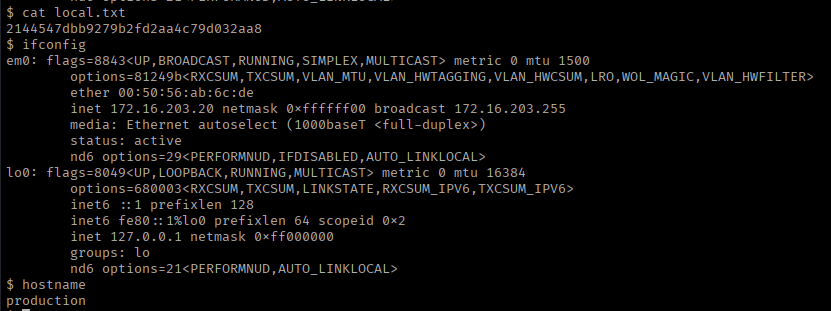 $ cat local.txt
2144547dbb9279b2fd2aa4c79d032aa8
$ ifconfig
em0: flags=8843<UP,BROADCAST,RUNNING,SIMPLEX,MULTICAST> metric 0 mtu 1500
options=81249b<RXCSUM,TXCSUM,VLAN_MTU,VLAN_HWTAGGING,VLAN_HWCSUM,LRO,WOL_MAGIC,VLAN_HWFILTER>
ether 00:50:56:ab:6c:de
inet 172.16.203.20 netmask 0xffffff00 broadcast 172.16.203.255
media: Ethernet autoselect (1000baseT <full-duplex>)
status: active
nd6 options=29<PERFORMNUD,IFDISABLED,AUTO_LINKLOCAL>
lo0: flags=8049<UP,LOOPBACK,RUNNING,MULTICAST> metric 0 mtu 16384
options=680003<RXCSUM,TXCSUM,LINKSTATE,RXCSUM_IPV6,TXCSUM_IPV6>
inet6 ::1 prefixlen 128
inet6 fe80::1%lo0 prefixlen 64 scopeid 0x2
inet 127.0.0.1 netmask 0xff000000
groups: lo
nd6 options=21<PERFORMNUD,AUTO_LINKLOCAL>
$ hostname
production